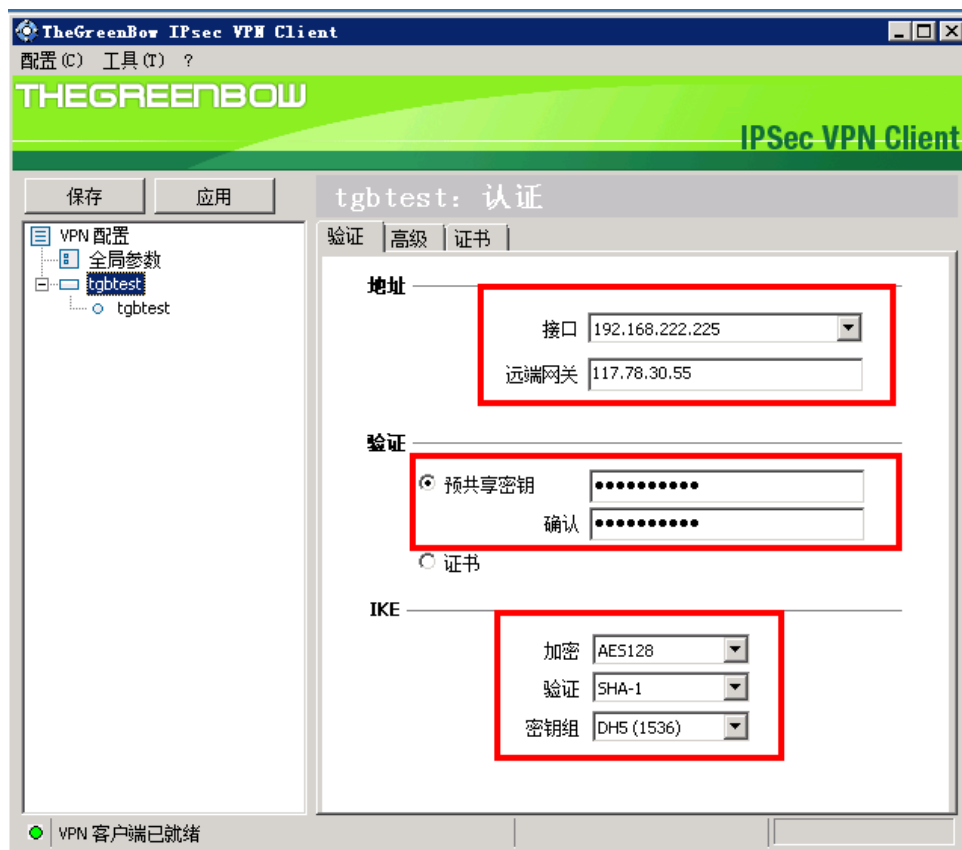 TheGreenBow IPsec VPN Client
配置(C) 工具(T) ?
THEGREENBOW
IPSec VPN Client
保存 应用
VPN 配置
全局参数
tgbtest
tgbtest
tgbtest: 认证
验证 高级 证书
地址
接口 192.168.222.225
远端网关 117.78.30.55
验证
预共享密钥 ●●●●●●●●●●
确认 ●●●●●●●●●●
证书
IKE
加密 AES128
验证 SHA-1
密钥组 DH5 (1536)
VPN 客户端已就绪